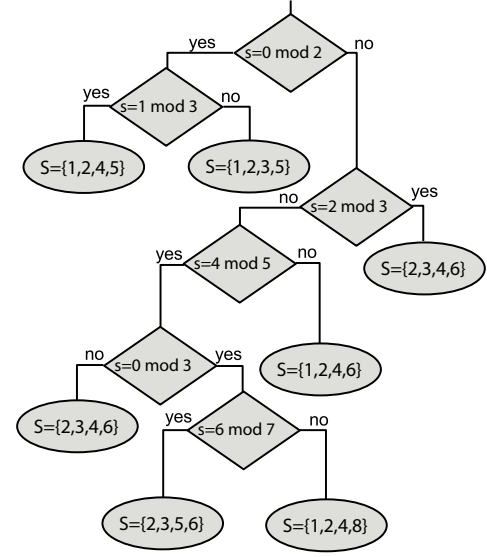 s=0 mod 2
yes
no
s=1 mod 3
yes
no
S={1,2,4,5}
S={1,2,3,5}
s=2 mod 3
no
yes
S={2,3,4,6}
s=4 mod 5
yes
no
S={1,2,4,6}
s=0 mod 3
no
yes
S={2,3,4,6}
s=6 mod 7
yes
no
S={2,3,5,6}
S={1,2,4,8}